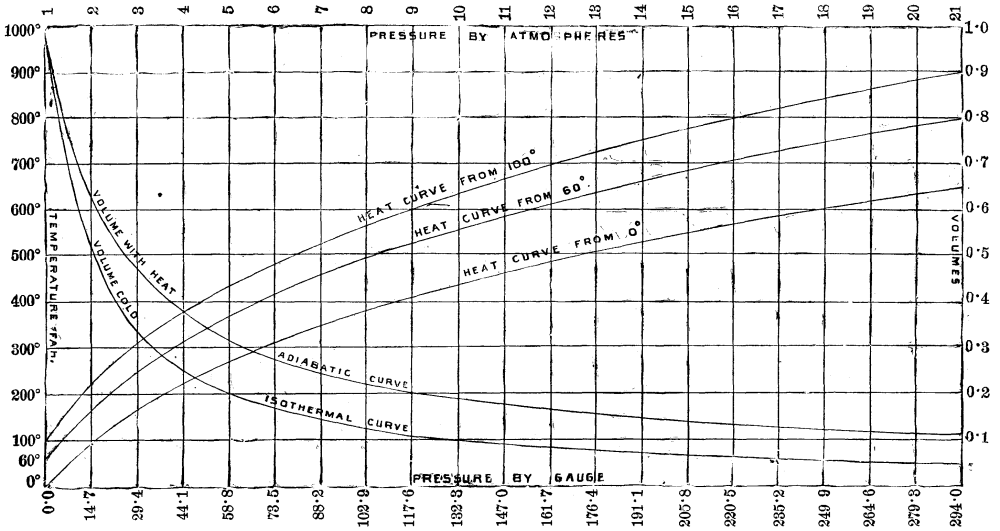 1 2 3 4 5 6 7 8 9 10 11 12 13 14 15 16 17 18 19 20 21
PRESSURE BY ATMO PHERES
1000° 1·0
900° 0·9
800° 0·8
700° 0·7
600° 0·6
500° 0·5
400° 0·4
300° 0·3
200° 0·2
100° 0·1
60°
0°
TEMPERATURE FAH.
VOLUMES
VOLUME WITH HEAT
VOLUME COLD
HEAT CURVE FROM 100°
HEAT CURVE FROM 60°
HEAT CURVE FROM 0°
ADIABATIC CURVE
ISOTHERMAL CURVE
PRESSURE BY GAUGE
0·0 14·7 29·4 44·1 58·8 73·5 88·2 102·9 117·6 132·3 147·0 161·7 176·4 191·1 205·8 220·5 235·2 249·9 264·6 279·3 294·0